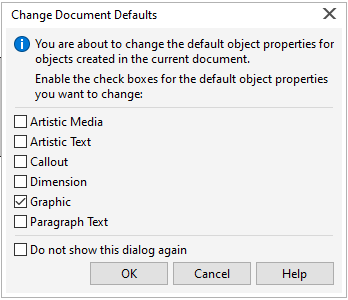 Change Document Defaults
You are about to change the default object properties for
objects created in the current document.
Enable the check boxes for the default object properties
you want to change:
Artistic Media
Artistic Text
Callout
Dimension
Graphic
Paragraph Text
Do not show this dialog again
OK Cancel Help